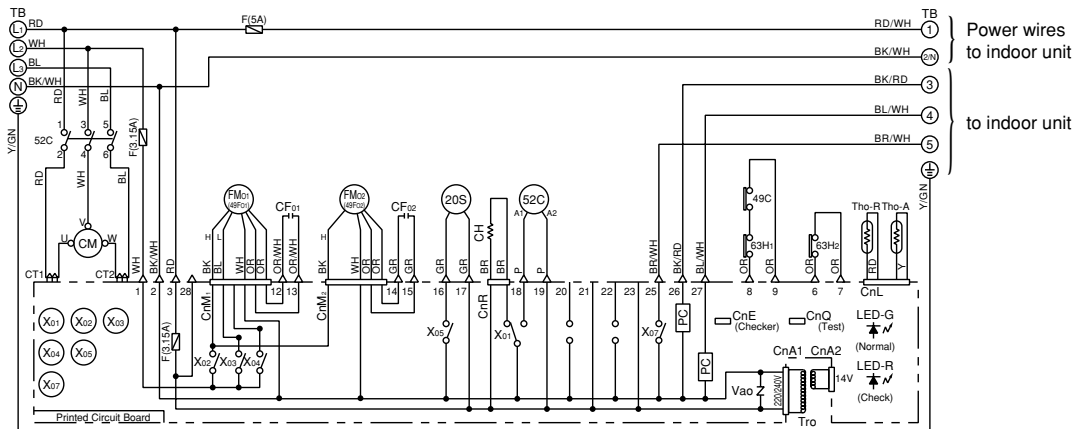 TB
TB
L1 RD F(5A) RD/WH 1
L2 WH
Power wires
to indoor unit
L3 BL BK/WH 2/N
N BK/WH
BK/RD 3
RD WH BL
BL/WH 4
to indoor unit
1 3 5
52C F(3.15A)
BR/WH 5
2 4 6
Y/GN
RD WH BL
Y/GN
FM01 (49F01) CF01 FM02 (49F02) CF02 20S 52C A1 A2 CH 49C 63H1 63H2 Tho-R Tho-A
H L H
V
U CM W
CT1 CT2
WH BK/WH RD BK BL WH OR OR OR/WH OR/WH BK WH OR OR GR GR GR GR BR BR P P BR/WH BK/RD BL/WH OR OR OR OR RD Y
1 2 3 28 CnM1 12 13 CnM2 14 15 16 17 CnR 18 19 20 21 22 23 25 26 27 8 9 6 7 CnL
X01 X02 X03
X04 X05
X07
F(3.15A)
X02 X03 X04
X05 X01 X07
PC
PC
CnE
(Checker)
CnQ
(Test)
LED-G
(Normal)
CnA1 CnA2
LED-R
(Check)
Vao 220/240V 14V
Tro
Printed Circuit Board